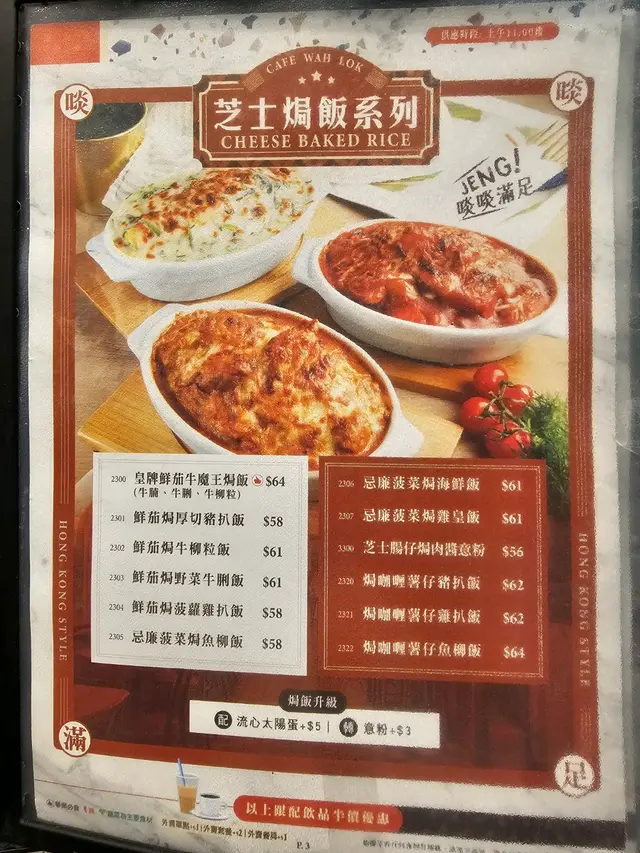 供應時段: 上午11:00後
CAFE WAH LOK
啖
芝士焗飯系列
啖
CHEESE BAKED RICE
JENG!
啖啖滿足
2300 皇牌鮮茄牛魔王焗飯 $64
(牛腩、牛脷、牛柳粒)
2301 鮮茄焗厚切豬扒飯 $58
2302 鮮茄焗牛柳粒飯 $61
2303 鮮茄焗野菜牛脷飯 $61
2304 鮮茄焗菠蘿雞扒飯 $58
2305 忌廉菠菜焗魚柳飯 $58
2306 忌廉菠菜焗海鮮飯 $61
2307 忌廉菠菜焗雞皇飯 $61
3300 芝士腸仔焗肉醬意粉 $56
2320 焗咖喱薯仔豬扒飯 $62
2321 焗咖喱薯仔雞扒飯 $62
2322 焗咖喱薯仔魚柳飯 $64
HONG KONG STYLE
HONG KONG STYLE
焗飯升級
配 流心太陽蛋+$5 | 轉 意粉+$3
滿
足
以上跟配飲品半價優惠
P. 3